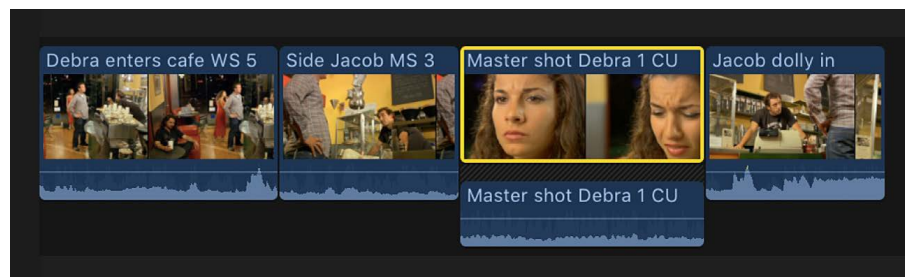 Debra enters cafe WS 5
Side Jacob MS 3
Master shot Debra 1 CU
Jacob dolly in
Master shot Debra 1 CU